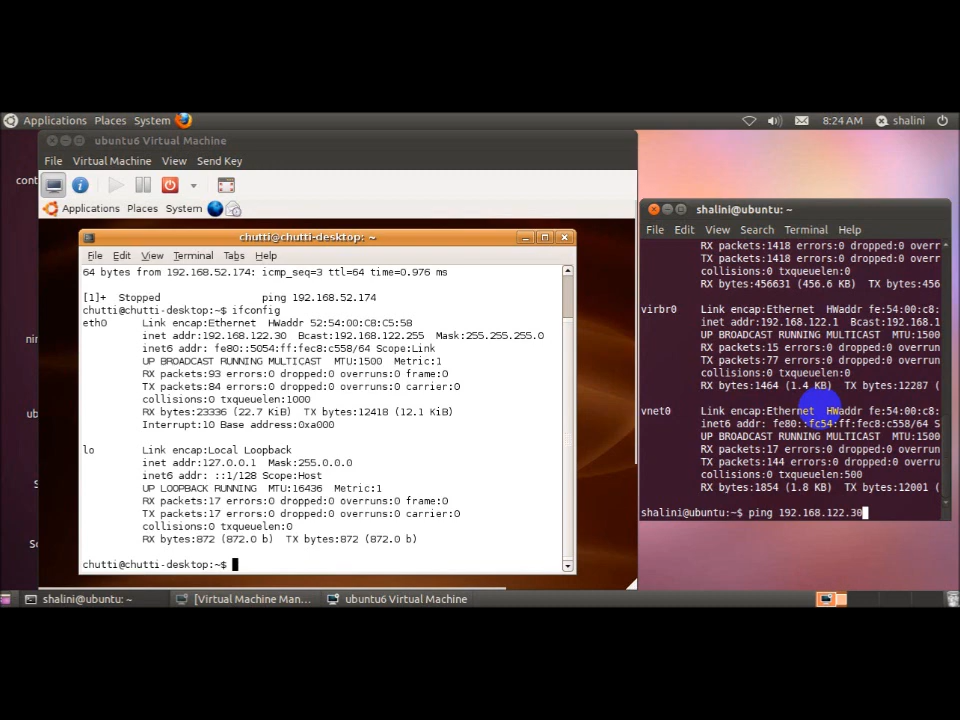 Applications Places System 8:24 AM shalini
ubuntu6 Virtual Machine
File Virtual Machine View Send Key
Applications Places System
chutti@chutti-desktop: ~
File Edit View Terminal Tabs Help
64 bytes from 192.168.52.174: icmp_seq=3 ttl=64 time=0.976 ms
[1]+ Stopped ping 192.168.52.174
chutti@chutti-desktop:~$ ifconfig
eth0 Link encap:Ethernet HWaddr 52:54:00:C8:C5:58
inet addr:192.168.122.30 Bcast:192.168.122.255 Mask:255.255.255.0
inet6 addr: fe80::5054:ff:fec8:c558/64 Scope:Link
UP BROADCAST RUNNING MULTICAST MTU:1500 Metric:1
RX packets:93 errors:0 dropped:0 overruns:0 frame:0
TX packets:84 errors:0 dropped:0 overruns:0 carrier:0
collisions:0 txqueuelen:1000
RX bytes:23336 (22.7 KiB) TX bytes:12418 (12.1 KiB)
Interrupt:10 Base address:0xa000
lo Link encap:Local Loopback
inet addr:127.0.0.1 Mask:255.0.0.0
inet6 addr: ::1/128 Scope:Host
UP LOOPBACK RUNNING MTU:16436 Metric:1
RX packets:17 errors:0 dropped:0 overruns:0 frame:0
TX packets:17 errors:0 dropped:0 overruns:0 carrier:0
collisions:0 txqueuelen:0
RX bytes:872 (872.0 b) TX bytes:872 (872.0 b)
chutti@chutti-desktop:~$
shalini@ubuntu: ~
File Edit View Search Terminal Help
RX packets:1418 errors:0 dropped:0 overr
TX packets:1418 errors:0 dropped:0 overr
collisions:0 txqueuelen:0
RX bytes:456631 (456.6 KB) TX bytes:456
virbr0 Link encap:Ethernet HWaddr fe:54:00:c8:
inet addr:192.168.122.1 Bcast:192.168.1
UP BROADCAST RUNNING MULTICAST MTU:1500
RX packets:15 errors:0 dropped:0 overrun
TX packets:77 errors:0 dropped:0 overrun
collisions:0 txqueuelen:0
RX bytes:1464 (1.4 KB) TX bytes:12287 (
vnet0 Link encap:Ethernet HWaddr fe:54:00:c8:
inet6 addr: fe80::fc54:ff:fec8:c558/64 S
UP BROADCAST RUNNING MULTICAST MTU:1500
RX packets:17 errors:0 dropped:0 overrun
TX packets:144 errors:0 dropped:0 overru
collisions:0 txqueuelen:500
RX bytes:1854 (1.8 KB) TX bytes:12001 (
shalini@ubuntu:~$ ping 192.168.122.30
cont
nin
ub
S
So
shalini@ubuntu: ~ [Virtual Machine Man... ubuntu6 Virtual Machine